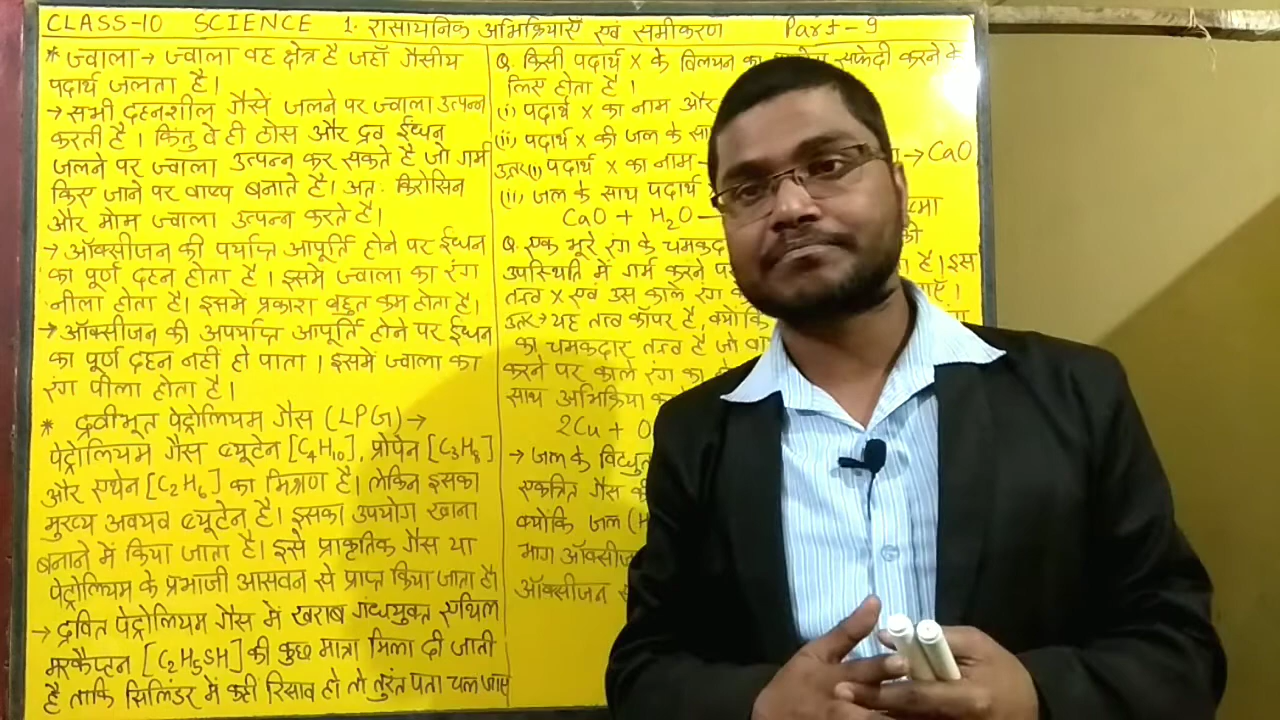 CLASS-10 SCIENCE 1. रासायनिक अभिक्रियाएँ एवं समीकरण Part-9
* ज्वाला → ज्वाला वह क्षेत्र है जहाँ गैसीय
पदार्थ जलता है।
→ सभी दहनशील गैसें जलने पर ज्वाला उत्पन्न
करती है। किंतु वे ही ठोस और द्रव ईंधन
जलने पर ज्वाला उत्पन्न कर सकते है जो गर्म
किए जाने पर वाष्प बनाते है। अतः किरोसिन
और मोम ज्वाला उत्पन्न करते है।
→ ऑक्सीजन की पर्याप्त आपूर्ति होने पर ईंधन
का पूर्ण दहन होता है। इसमें ज्वाला का रंग
नीला होता है। इसमें प्रकाश बहुत कम होता है।
→ ऑक्सीजन की अपर्याप्त आपूर्ति होने पर ईंधन
का पूर्ण दहन नहीं हो पाता। इसमें ज्वाला का
रंग पीला होता है।
* द्रवीभूत पेट्रोलियम गैस (LPG) →
पेट्रोलियम गैस ब्यूटेन [C₄H₁₀], प्रोपेन [C₃H₈]
और एथेन [C₂H₆] का मिश्रण है। लेकिन इसका
मुख्य अवयव ब्यूटेन है। इसका उपयोग खाना
बनाने में किया जाता है। इसे प्राकृतिक गैस या
पेट्रोलियम के प्रभाजी आसवन से प्राप्त किया जाता है।
→ द्रवित पेट्रोलियम गैस में खराब गंधयुक्त एथिल
मरकैप्टन [C₂H₅SH] की कुछ मात्रा मिला दी जाती
है ताकि सिलिंडर में कहीं रिसाव हो तो तुरंत पता चल जाए
Q. किसी पदार्थ X के विलयन का सफेदी करने के
लिए होता है।
(i) पदार्थ X का नाम और
(ii) पदार्थ X की जल के सा
उत्तर(i) पदार्थ X का नाम- → CaO
(ii) जल के साथ पदार्थ
CaO + H₂O —
Q. एक भूरे रंग के चमकद की
उपस्थिति में गर्म करने पर है। इस
तत्व X एवं उस काले रंग
उत्तर → यह तत्व कॉपर है, क्योंकि
का चमकदार तत्व है जो वा
करने पर काले रंग का
साथ अभिक्रिया क
2Cu + O
→ जल के विद्युत
एकत्रित गैस की
क्योंकि जल (H
भाग ऑक्सीज
ऑक्सीजन